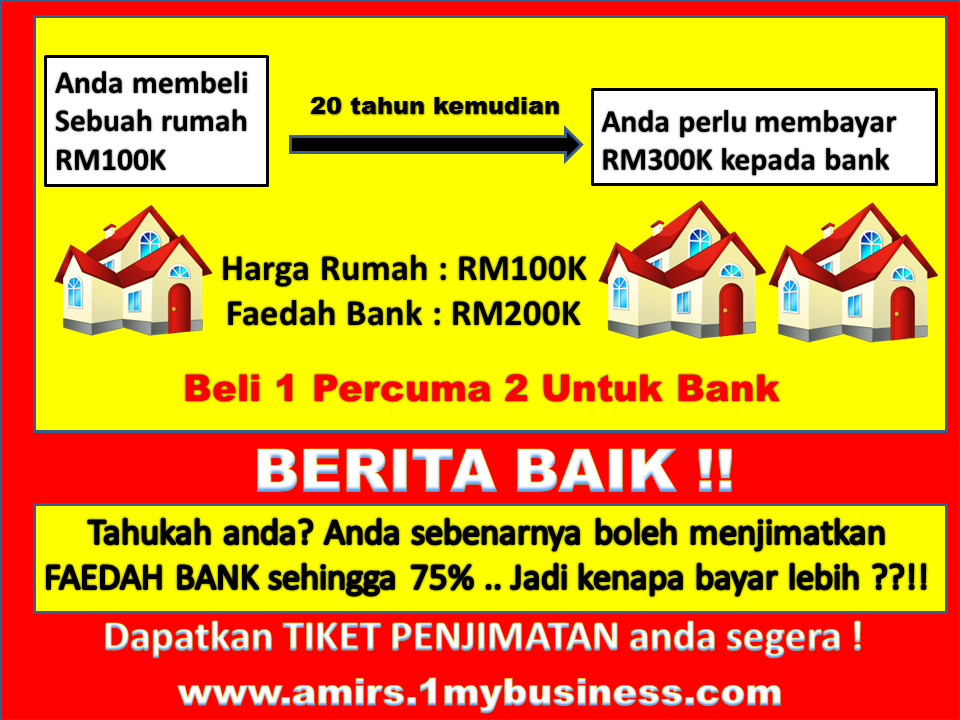 Anda membeli
Sebuah rumah
RM100K
20 tahun kemudian
Anda perlu membayar
RM300K kepada bank
Harga Rumah : RM100K
Faedah Bank : RM200K
Beli 1 Percuma 2 Untuk Bank
BERITA BAIK !!
Tahukah anda? Anda sebenarnya boleh menjimatkan
FAEDAH BANK sehingga 75% .. Jadi kenapa bayar lebih ??!!
Dapatkan TIKET PENJIMATAN anda segera !
www.amirs.1mybusiness.com